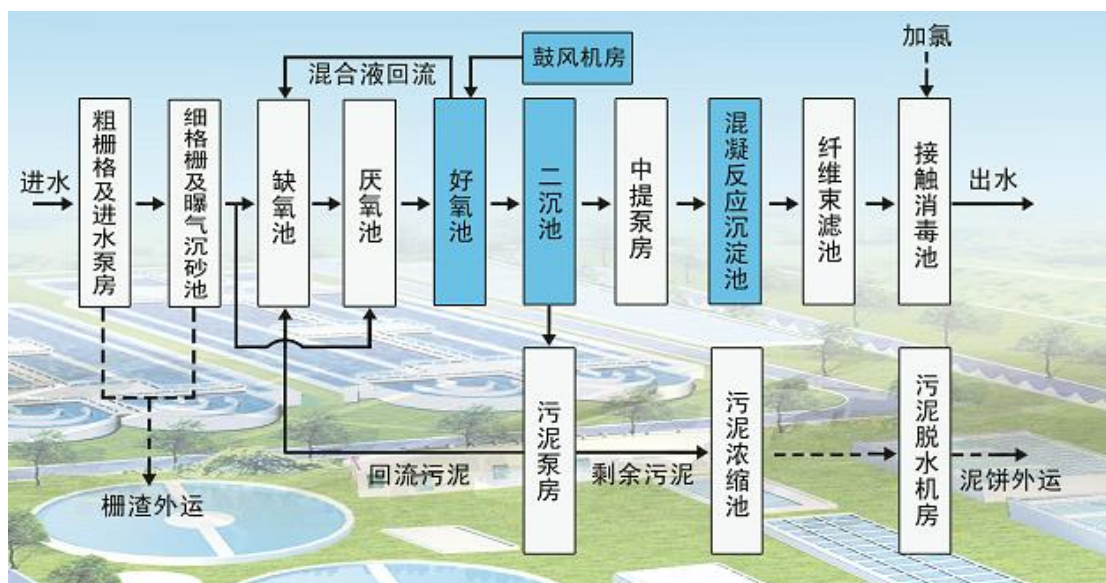 鼓风机房
加氯
混合液回流
进水
粗栅格及进水泵房
细格栅及曝气沉砂池
缺氧池
厌氧池
好氧池
二沉池
中提泵房
混凝反应沉淀池
纤维束滤池
接触消毒池
出水
栅渣外运
回流污泥
污泥泵房
剩余污泥
污泥浓缩池
污泥脱水机房
泥饼外运